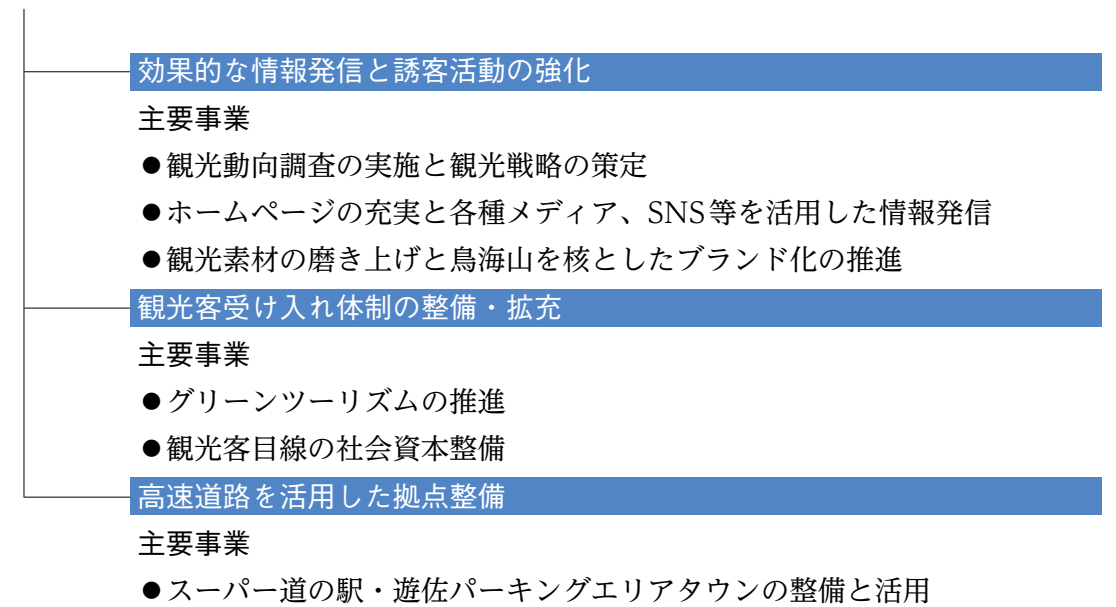 効果的な情報発信と誘客活動の強化
主要事業
●観光動向調査の実施と観光戦略の策定
●ホームページの充実と各種メディア、SNS等を活用した情報発信
●観光素材の磨き上げと鳥海山を核としたブランド化の推進
観光客受け入れ体制の整備・拡充
主要事業
●グリーンツーリズムの推進
●観光客目線の社会資本整備
高速道路を活用した拠点整備
主要事業
●スーパー道の駅・遊佐パーキングエリアタウンの整備と活用